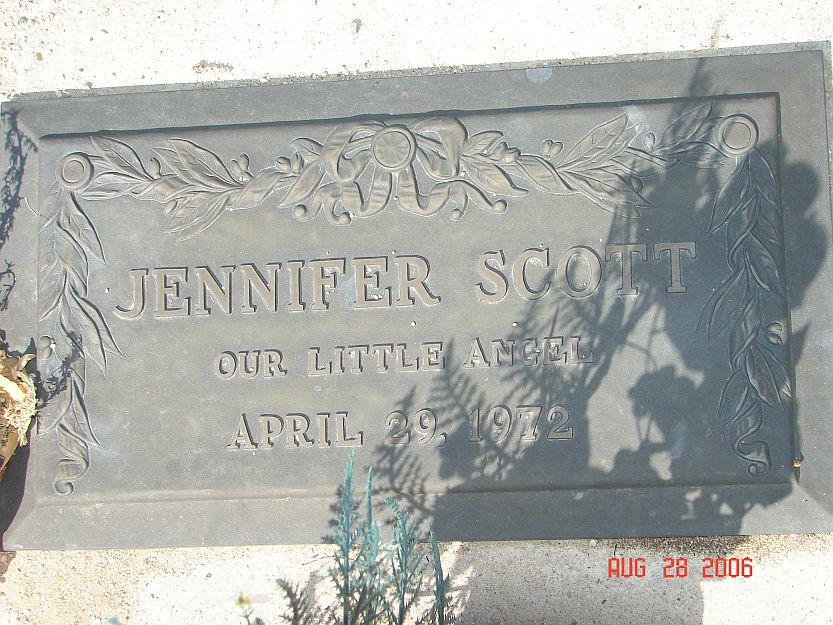 JENNIFER SCOTT
OUR LITTLE ANGEL
APRIL 29, 1972
AUG 28 2006